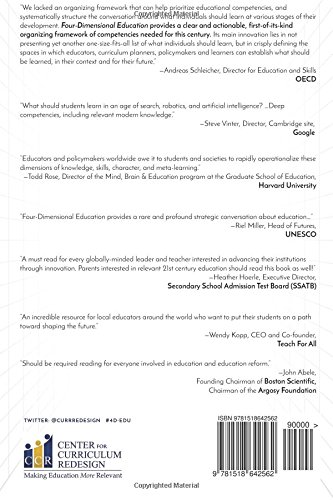 Copyrighted Material
"We lacked an organizing framework that can help prioritize educational competencies, and
systematically structure the conversation around what individuals should learn at various stages of their
development. Four-Dimensional Education provides a clear and actionable, first-of-its-kind
organizing framework of competencies needed for this century. Its main innovation lies in not
presenting yet another one-size-fits-all list of what individuals should learn, but in crisply defining
the spaces in which educators, curriculum planners, policymakers and learners can establish what
should be learned, in their context and for their future."
—Andreas Schleicher, Director for Education and Skills
OECD
"What should students learn in an age of search, robotics, and artificial intelligence? ...Deep
competencies, including relevant modern knowledge."
—Steve Vinter, Director, Cambridge site,
Google
"Educators and policymakers worldwide owe it to students and societies to rapidly operationalize these
dimensions of knowledge, skills, character, and meta-learning."
—Todd Rose, Director of the Mind, Brain & Education program at the Graduate School of Education,
Harvard University
"Four-Dimensional Education provides a rare and profound strategic conversation about education..."
—Riel Miller, Head of Futures,
UNESCO
"A must read for every globally-minded leader and teacher interested in advancing their institutions
through innovation. Parents interested in relevant 21st century education should read this book as well!"
—Heather Hoerle, Executive Director,
Secondary School Admission Test Board (SSATB)
"An incredible resource for local educators around the world who want to put their students on a path
toward shaping the future."
—Wendy Kopp, CEO and Co-founder,
Teach For All
"Should be required reading for everyone involved in education and education reform."
—John Abele,
Founding Chairman of Boston Scientific,
Chairman of the Argosy Foundation
TWITTER: @CURRREDESIGN #4D-EDU
CCR
CENTER FOR
CURRICULUM
REDESIGN
Making Education More Relevant
ISBN 9781518642562
90000 >
9 781518 642562
Copyrighted Material